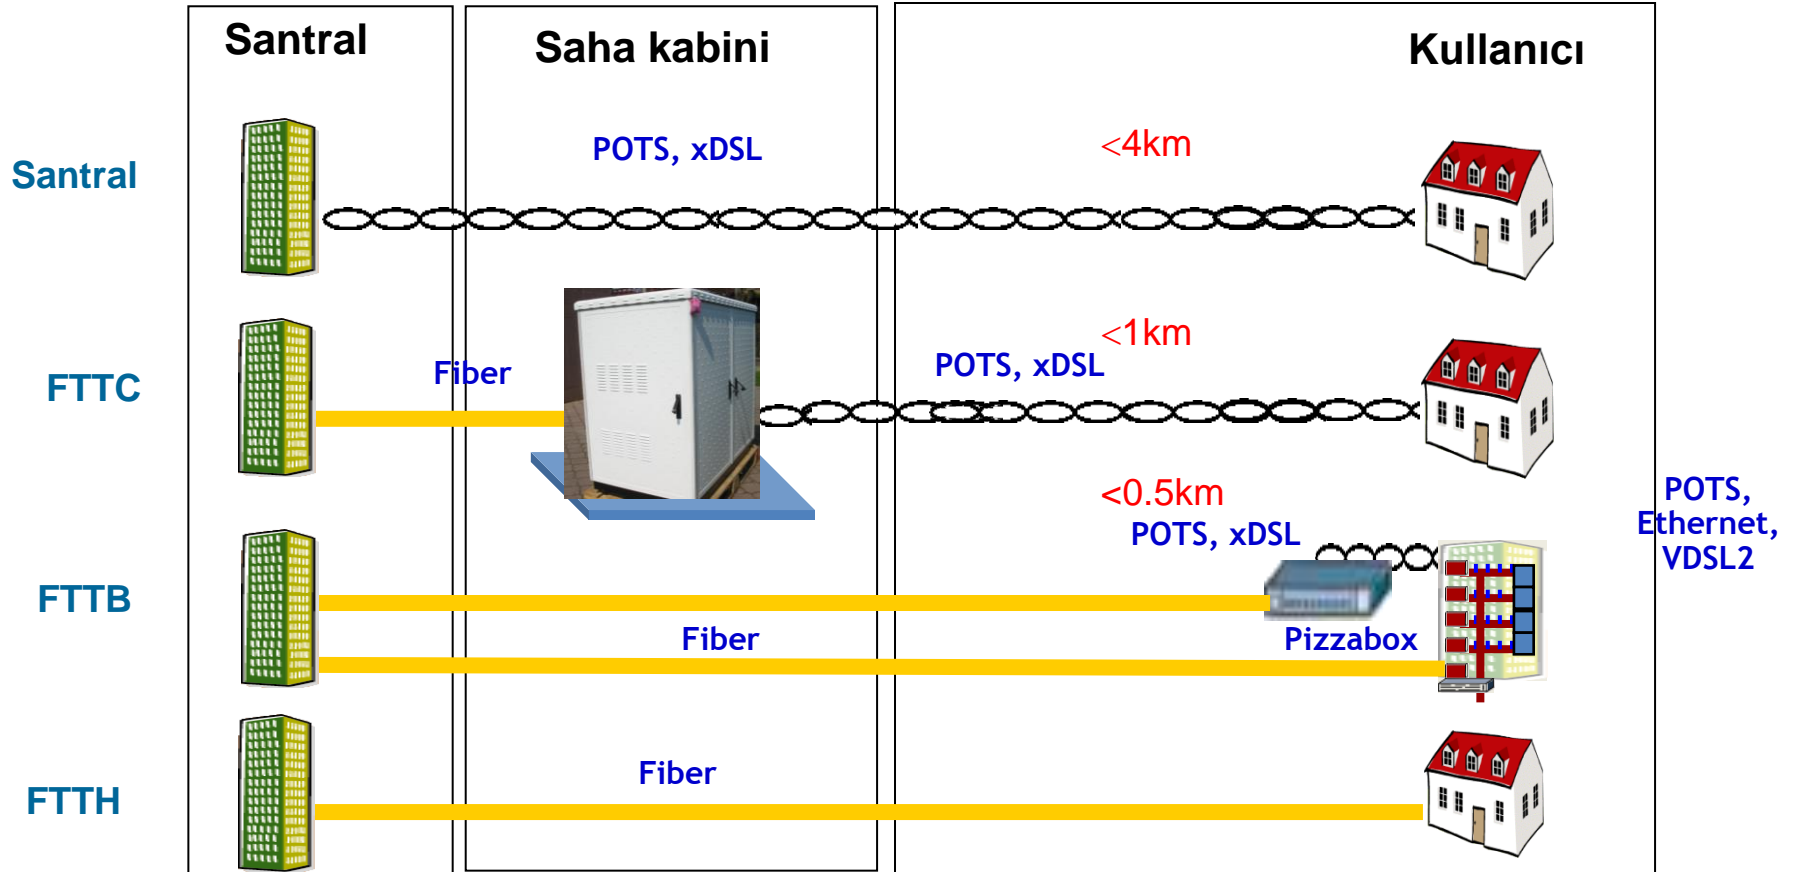 Santral
Saha kabini
Kullanıcı
Santral
POTS, xDSL
<4km
FTTC
Fiber
POTS, xDSL
<1km
<0.5km
POTS, xDSL
POTS,
Ethernet,
VDSL2
FTTB
Fiber
Pizzabox
FTTH
Fiber